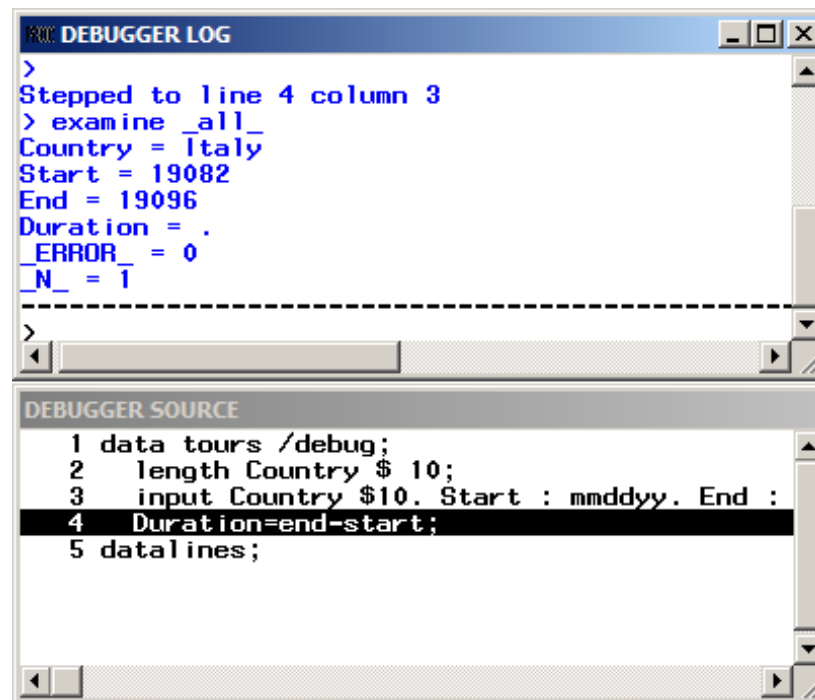 DEBUGGER LOG
>
Stepped to line 4 column 3
> examine _all_
Country = Italy
Start = 19082
End = 19096
Duration = .
_ERROR_ = 0
_N_ = 1
>
DEBUGGER SOURCE
1 data tours /debug;
2 length Country $ 10;
3 input Country $10. Start : mmddyy. End :
4 Duration=end-start;
5 datalines;